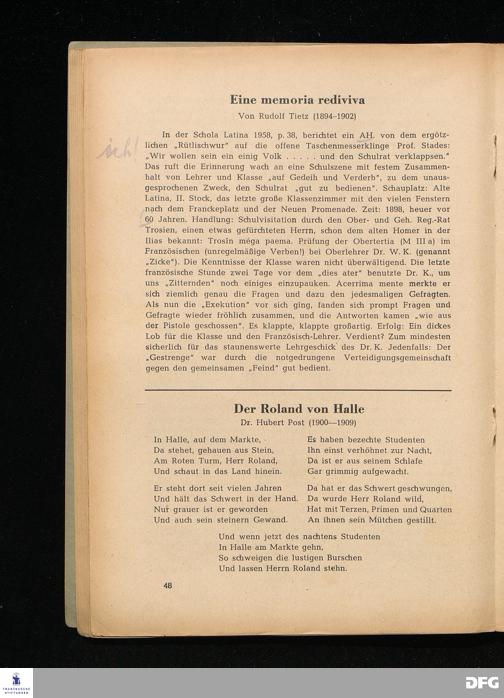 Eine memoria rediviva
Von Rudolf Tietz (1894-1902)
In der Schola Latina 1958, p. 38, berichtet ein AH. von dem ergötz-
lichen „Rütlischwur" auf die offene Taschenmesserklinge Prof. Stades:
„Wir wollen sein ein einig Volk . . . . . und den Schulrat verklappsen."
Das ruft die Erinnerung wach an eine Schulszene mit festem Zusammen-
halt von Lehrer und Klasse „auf Gedeih und Verderb", zu dem unaus-
gesprochenen Zweck, den Schulrat „gut zu bedienen". Schauplatz: Alte
Latina, II. Stock, das letzte große Klassenzimmer mit den vielen Fenstern
nach dem Franckeplatz und der Neuen Promenade. Zeit: 1898, heuer vor
60 Jahren. Handlung: Schulvisitation durch den Ober- und Geh. Reg.-Rat
Trosien, einen etwas gefürchteten Herrn, schon dem alten Homer in der
Ilias bekannt: TrosIn méga paema. Prüfung der Obertertia (M III a) im
Französischen (unregelmäßige Verben!) bei Oberlehrer Dr. W. K. (genannt
„Zicke"). Die Kenntnisse der Klasse waren nicht überwältigend. Die letzte
französische Stunde zwei Tage vor dem „dies ater" benutzte Dr. K., um
uns „Zitternden" noch einiges einzupauken. Acerrima mente merkte er
sich ziemlich genau die Fragen und dazu den jedesmaligen Gefragten.
Als nun die „Exekution" vor sich ging, fanden sich prompt Fragen und
Gefragte wieder fröhlich zusammen, und die Antworten kamen „wie aus
der Pistole geschossen". Es klappte, klappte großartig. Erfolg: Ein dickes
Lob für die Klasse und den Französisch-Lehrer. Verdient? Zum mindesten
sicherlich für das staunenswerte Lehrgeschick des Dr. K. Jedenfalls: Der
„Gestrenge" war durch die notgedrungene Verteidigungsgemeinschaft
gegen den gemeinsamen „Feind" gut bedient.
Der Roland von Halle
Dr. Hubert Post (1900—1909)
In Halle, auf dem Markte,
Da stehet, gehauen aus Stein,
Am Roten Turm, Herr Roland,
Und schaut in das Land hinein.
Er steht dort seit vielen Jahren
Und hält das Schwert in der Hand.
Nur grauer ist er geworden
Und auch sein steinern Gewand.
Es haben bezechte Studenten
Ihn einst verhöhnet zur Nacht,
Da ist er aus seinem Schlafe
Gar grimmig aufgewacht.
Da hat er das Schwert geschwungen,
Da wurde Herr Roland wild,
Hat mit Terzen, Primen und Quarten
An ihnen sein Mütchen gestillt.
Und wenn jetzt des nachtens Studenten
In Halle am Markte gehn,
So schweigen die lustigen Burschen
Und lassen Herrn Roland stehn.
48
FRANCKESCHE
STIFTUNGEN
DFG